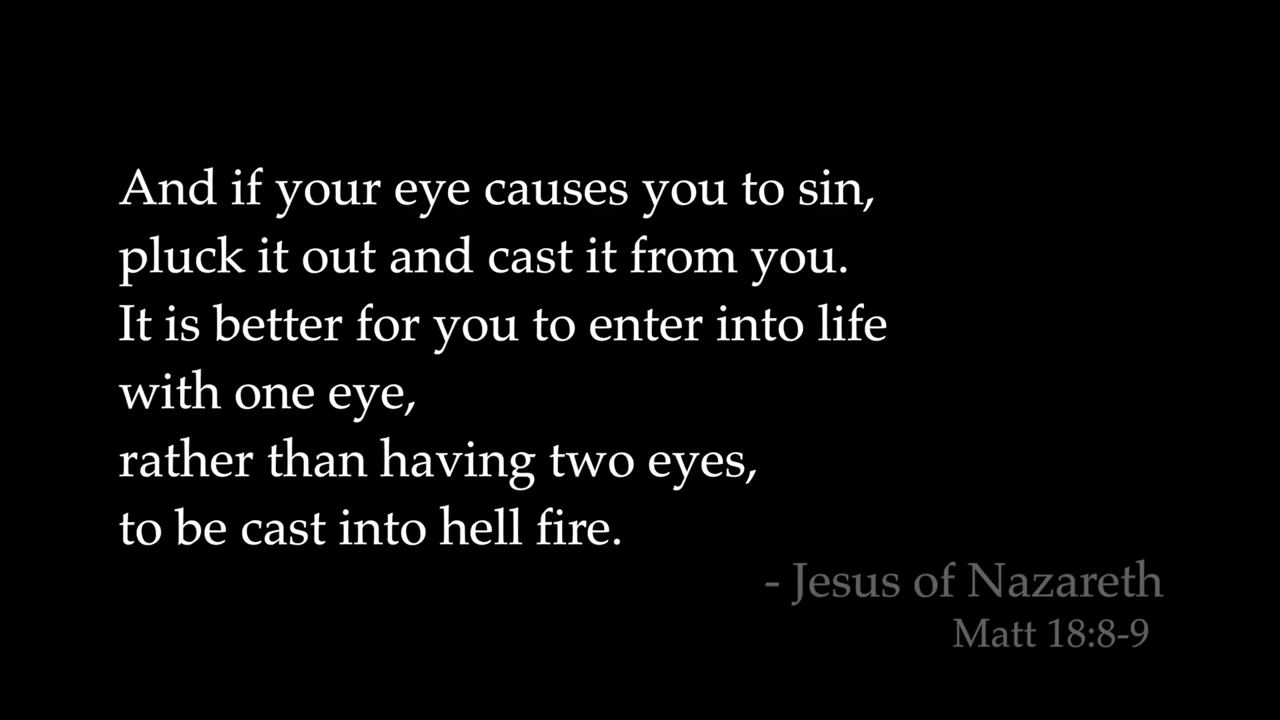 And if your eye causes you to sin,
pluck it out and cast it from you.
It is better for you to enter into life
with one eye,
rather than having two eyes,
to be cast into hell fire.
- Jesus of Nazareth
Matt 18:8-9